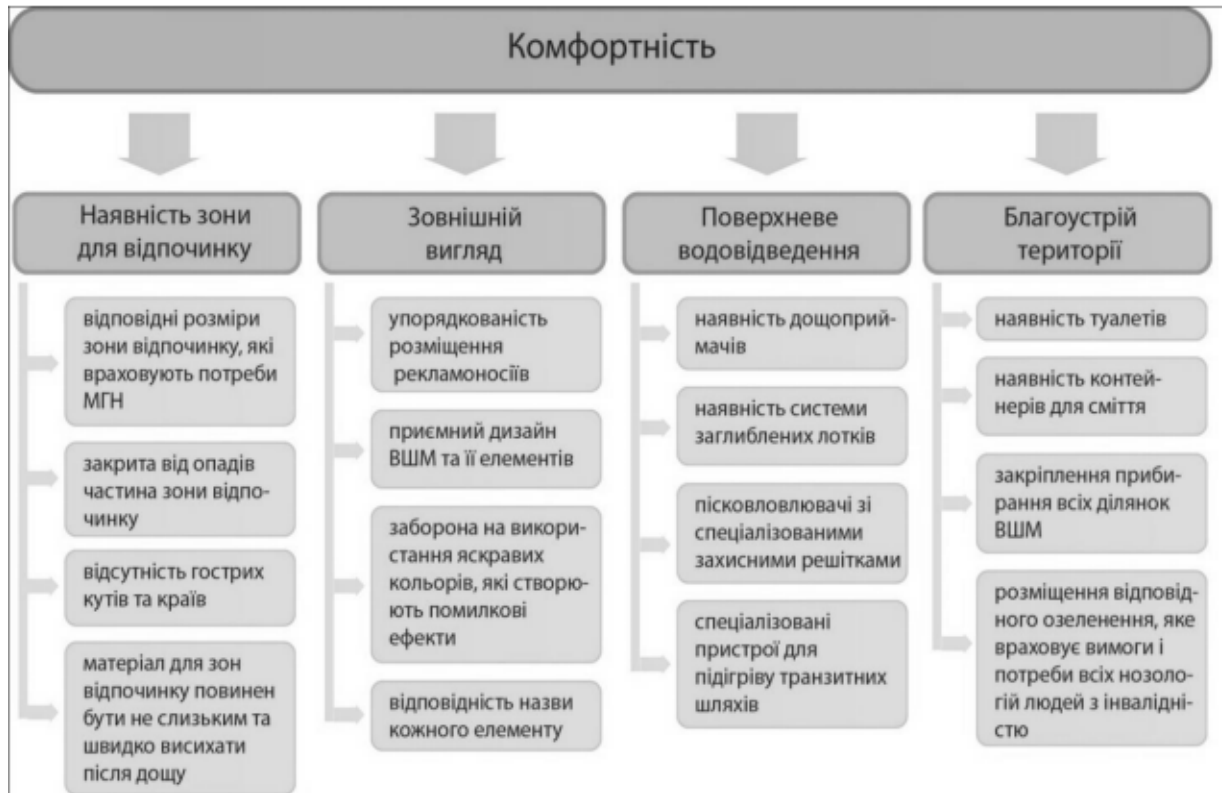 Комфортність
Наявність зони
для відпочинку
відповідні розміри
зони відпочинку, які
враховують потреби
МГН
закрита від опадів
частина зони відпо-
чинку
відсутність гострих
кутів та країв
матеріал для зон
відпочинку повинен
бути не слизьким та
швидко висихати
після дощу
Зовнішній
вигляд
упорядкованість
розміщення
рекламоносіїв
приємний дизайн
ВШМ та її елементів
заборона на викори-
стання яскравих
кольорів, які створю-
ють помилкові
ефекти
відповідність назви
кожного елементу
Поверхневе
водовідведення
наявність дощоприй-
мачів
наявність системи
заглиблених лотків
пісковловлювачі зі
спеціалізованими
захисними решітками
спеціалізовані
пристрої для
підігріву транзитних
шляхів
Благоустрій
території
наявність туалетів
наявність контей-
нерів для сміття
закріплення приби-
рання всіх ділянок
ВШМ
розміщення відповід-
ного озеленення, яке
враховує вимоги і
потреби всіх нозоло-
гій людей з інвалідні-
стю